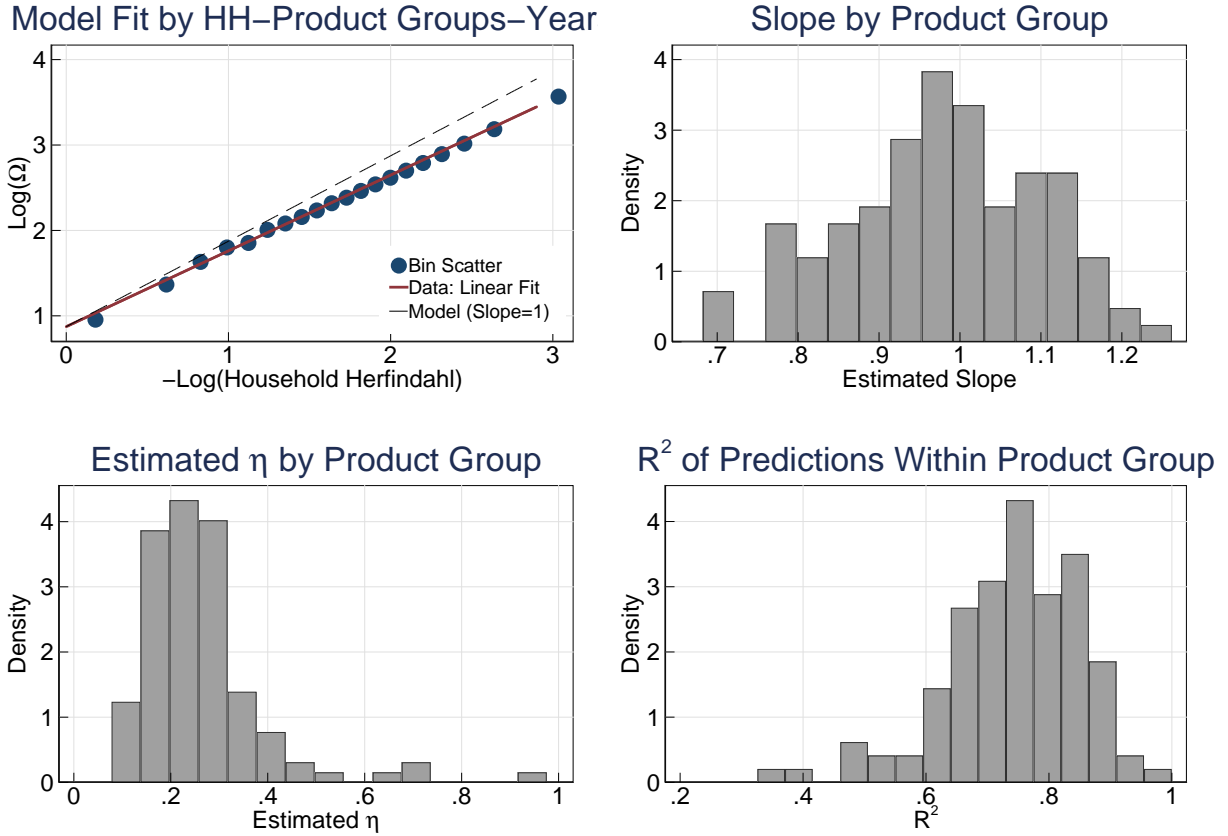 Model Fit by HH−Product Groups−Year
4
3
2
1
Log(Ω)
0
1
2
3
−Log(Household Herfindahl)
Bin Scatter
Data: Linear Fit
Model (Slope=1)
Slope by Product Group
4
3
2
1
0
Density
.7
.8
.9
1
1.1
1.2
Estimated Slope
Estimated η by Product Group
4
3
2
1
0
Density
0
.2
.4
.6
.8
1
Estimated η
R² of Predictions Within Product Group
4
3
2
1
0
Density
.2
.4
.6
.8
1
R²